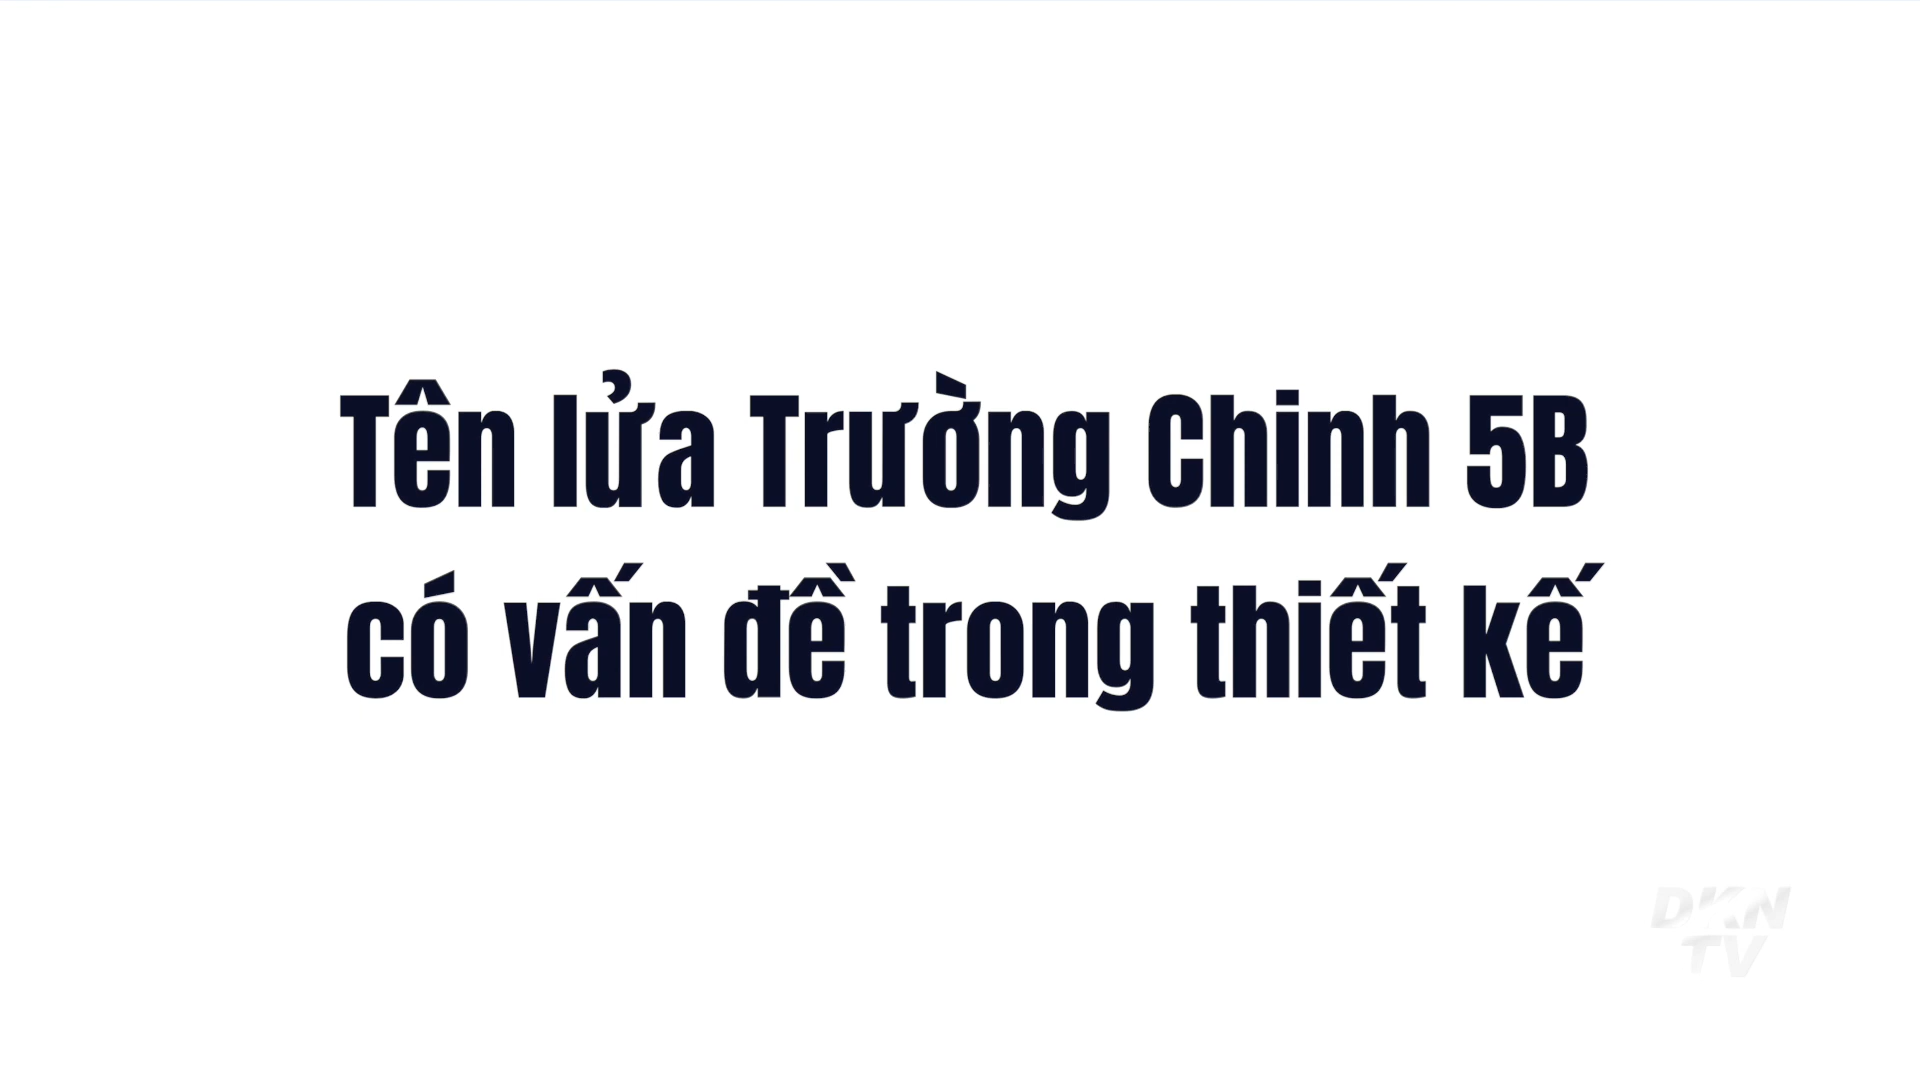 Tên lửa Trường Chinh 5B
có vấn đề trong thiết kế
DKN
TV